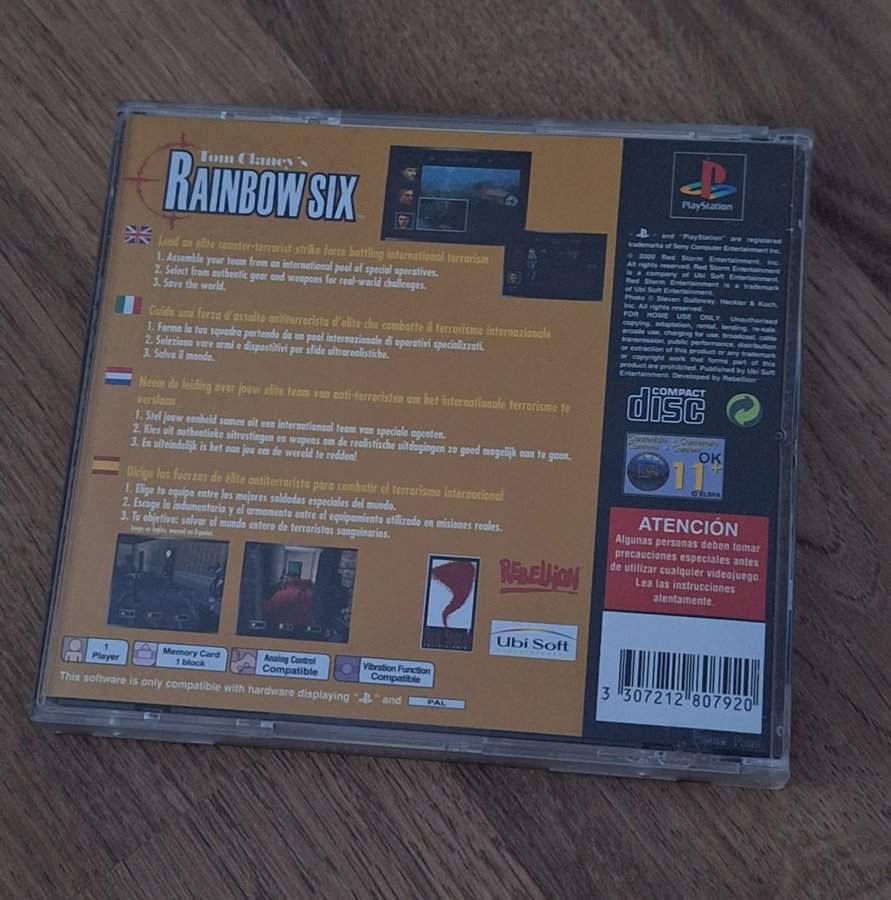 Tom Clancy's
RAINBOW SIX
Lead an elite counter-terrorist strike force battling international terrorism
1. Assemble your team from an international pool of special operatives.
2. Select from authentic gear and weapons for real-world challenges.
3. Save the world.
Guida una forza d'assalto antiterrorista d'elite che combatte il terrorismo internazionale
1. Forma la tua squadra partendo da un pool internazionale di operativi specializzati.
2. Seleziona vere armi e dispostitivi per sfide ultrarealistiche.
3. Salva il mondo.
Neem de leiding over jouw elite team van anti-terroristen om het internationale terrorisme te
verslaan
1. Stel jouw eenheid samen uit een internationaal team van speciale agenten.
2. Kies uit authentieke uitrustingen en wapens om de realistische uitdagingen zo goed mogelijk aan te gaan.
3. En uiteindelijk is het aan jou om de wereld te redden!
Dirige las fuerzas de élite antiterrorista para combatir el terrorismo internacional
1. Elige tu equipo entre los mejores soldados especiales del mundo.
2. Escoge la indumentaria y el armamento entre el equipamiento utilizado en misiones reales.
3. Tu objetivo: salvar al mundo entero de terroristas sanguinarios.
Juego en Inglés, manual en Español.
REBELLION
Ubi Soft
ENTERTAINMENT
1
Player
Memory Card
1 block
Analog Control
Compatible
Vibration Function
Compatible
This software is only compatible with hardware displaying " " and PAL
PlayStation
and "PlayStation" are registered
trademarks of Sony Computer Entertainment Inc.
© 2000 Red Storm Entertainment, Inc.
All rights reserved. Red Storm Entertainment
is a company of Ubi Soft Entertainment.
Red Storm Entertainment is a trademark
of Ubi Soft Entertainment.
Photo © Stevan Galloway, Heckler & Koch,
Inc. All rights reserved.
FOR HOME USE ONLY. Unauthorised
copying, adaptation, rental, lending, re-sale,
arcade use, charging for use, broadcast, cable
transmission, public performance, distribution
or extraction of this product or any trademark
or copyright work that forms part of this
product are prohibited. Published by Ubi Soft
Entertainment. Developed by Rebellion
COMPACT
disc
Contenido • Contenuto
Contenu • Content
ELSPA
OK
11+
© ELSPA
ATENCIÓN
Algunas personas deben tomar
precauciones especiales antes
de utilizar cualquier videojuego.
Lea las instrucciones
atentamente.
3 307212 807920